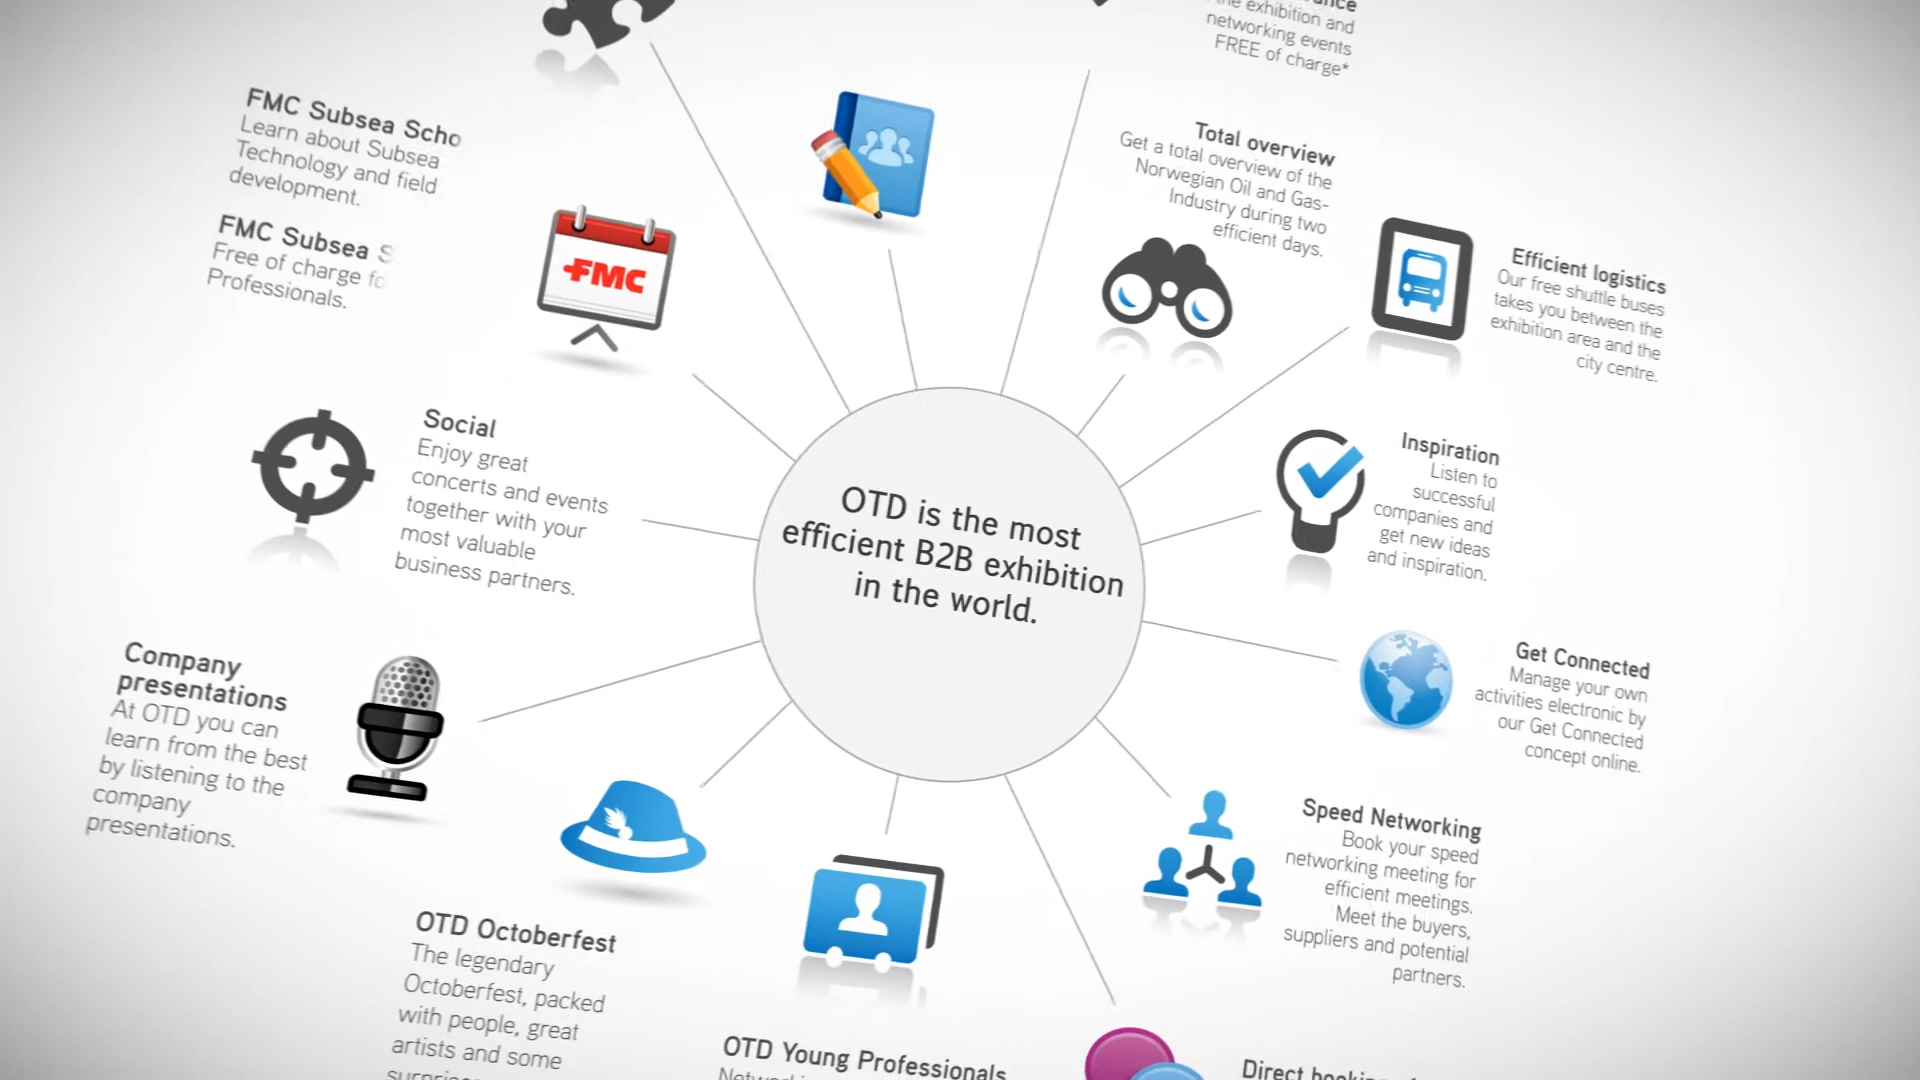 exhibition and
networking events
FREE of charge*
FMC Subsea Scho
Learn about Subsea
Technology and field
development.
FMC Subsea S
Free of charge fo
Professionals.
FMC
Total overview
Get a total overview of the
Norwegian Oil and Gas-
Industry during two
efficient days.
Efficient logistics
Our free shuttle buses
takes you between the
exhibition area and the
city centre.
Social
Enjoy great
concerts and events
together with your
most valuable
business partners.
OTD is the most
efficient B2B exhibition
in the world.
Inspiration
Listen to
successful
companies and
get new ideas
and inspiration.
Company
presentations
At OTD you can
learn from the best
by listening to the
company
presentations.
Get Connected
Manage your own
activities electronic by
our Get Connected
concept online.
Speed Networking
Book your speed
networking meeting for
efficient meetings.
Meet the buyers,
suppliers and potential
partners.
OTD Octoberfest
The legendary
Octoberfest, packed
with people, great
artists and some
OTD Young Professionals
Direct